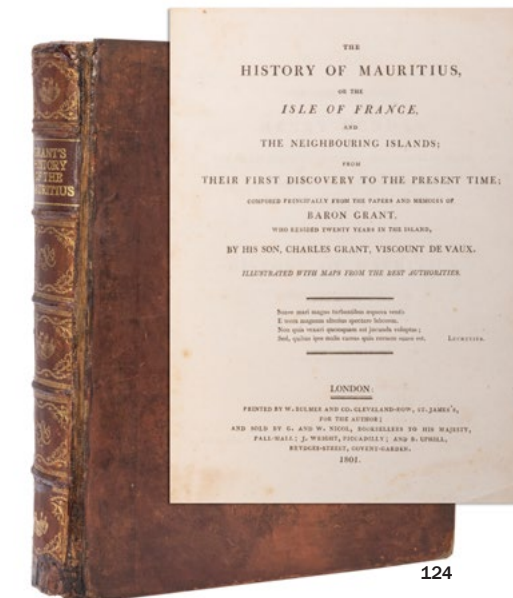 GRANT'S
HISTORY
OF THE
MAURITIUS
THE
HISTORY OF MAURITIUS,
OR THE
ISLE OF FRANCE,
AND
THE NEIGHBOURING ISLANDS;
FROM
THEIR FIRST DISCOVERY TO THE PRESENT TIME;
COMPOSED PRINCIPALLY FROM THE PAPERS AND MEMOIRS OF
BARON GRANT,
WHO RESIDED TWENTY YEARS IN THE ISLAND,
BY HIS SON, CHARLES GRANT, VISCOUNT DE VAUX.
ILLUSTRATED WITH MAPS FROM THE BEST AUTHORITIES.
Suave mari magno turbantibus æquora ventis
E terrâ magnum alterius spectare laborem.
Non quia vexari quemquam est jucunda voluptas;
Sed, quibus ipse malis careas quia cernere suave est. LUCRETIUS.
LONDON:
PRINTED BY W. BULMER AND CO. CLEVELAND-ROW, ST. JAMES'S,
FOR THE AUTHOR;
AND SOLD BY G. AND W. NICOL, BOOKSELLERS TO HIS MAJESTY,
PALL-MALL; J. WRIGHT, PICCADILLY; AND B. UPHILL,
REYDGES-STREET, COVENT-GARDEN.
1801.
124